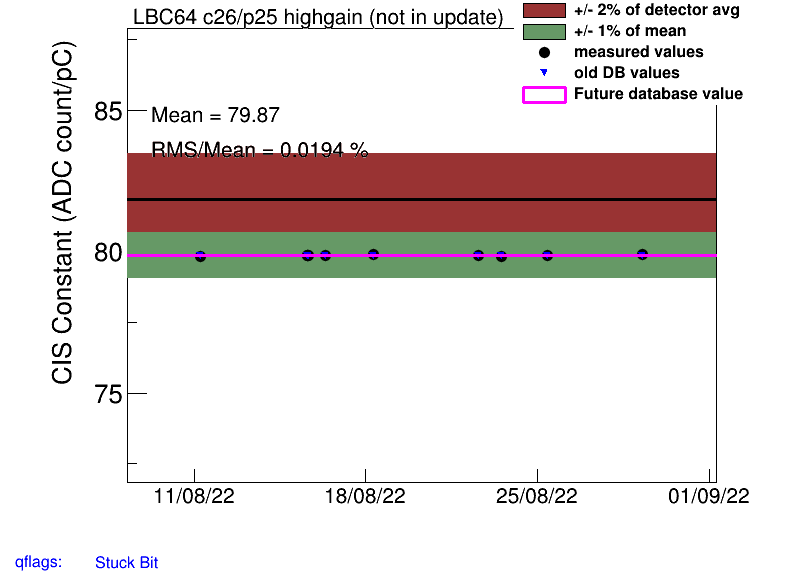 LBC64 c26/p25 highgain (not in update)
+/- 2% of detector avg
+/- 1% of mean
measured values
old DB values
Future database value
CIS Constant (ADC count/pC)
85
80
75
Mean = 79.87
RMS/Mean = 0.0194 %
11/08/22 18/08/22 25/08/22 01/09/22
qflags: Stuck Bit